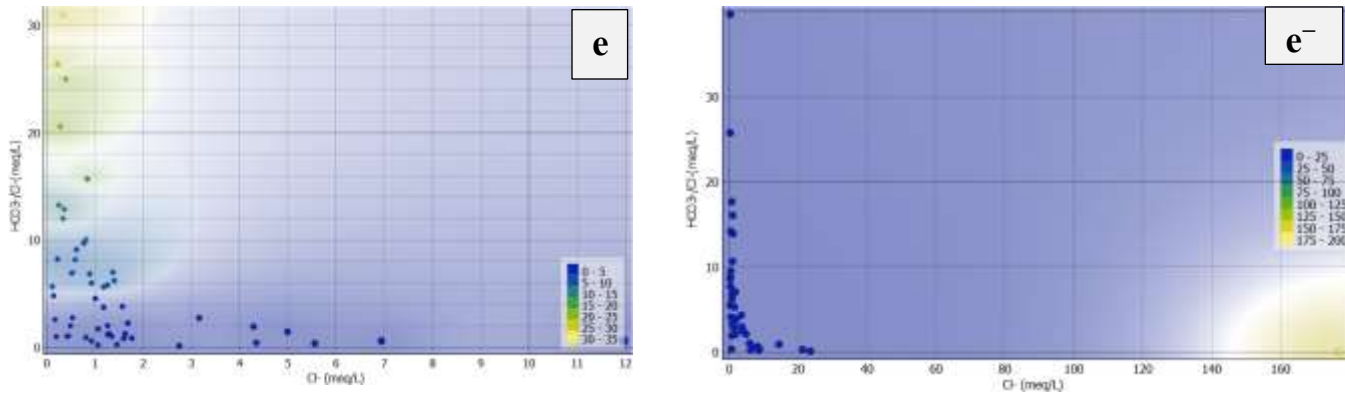 e
30
20
10
0
HCO3-/Cl-(meq/L)
0 1 2 3 4 5 6 7 8 9 10 11 12
Cl- (meq/L)
0 - 5
5 - 10
10 - 15
15 - 20
20 - 25
25 - 30
30 - 35
e⁻
40
30
20
10
0
HCO3-/Cl-(meq/L)
0 20 40 60 80 100 120 140 160
Cl- (meq/L)
0 - 25
25 - 50
50 - 75
75 - 100
100 - 125
125 - 150
150 - 175
175 - 200